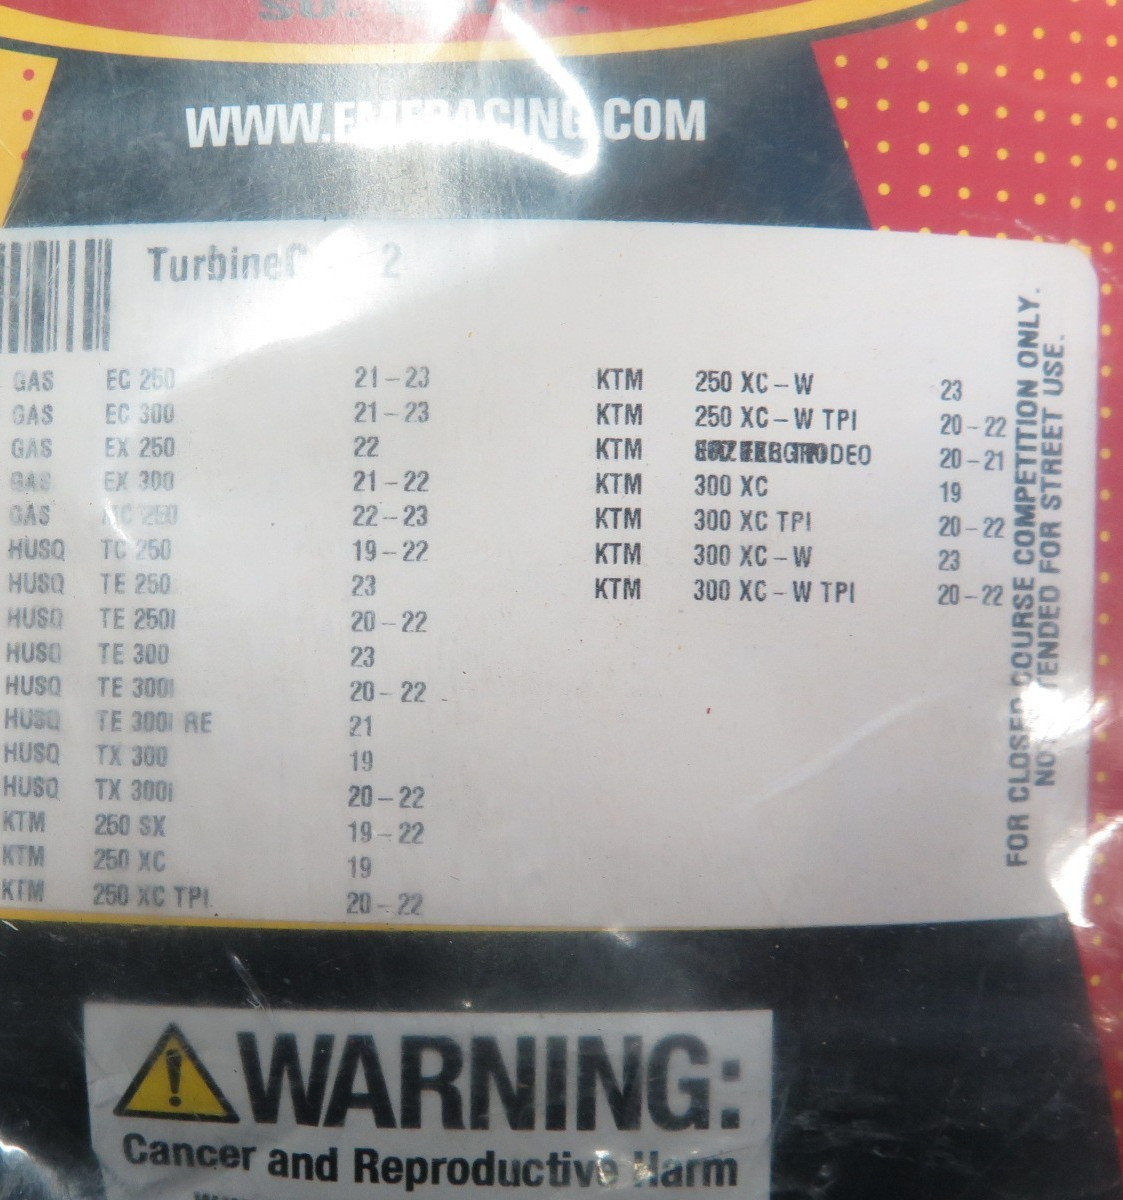 WWW.EMFRACING.COM
Turbine 2
GAS EC 250 21-23
GAS EC 300 21-23
GAS EX 250 22
GAS EX 300 21-22
GAS MC 250 22-23
HUSQ TC 250 19-22
HUSQ TE 250 23
HUSQ TE 250I 20-22
HUSQ TE 300 23
HUSQ TE 300I 20-22
HUSQ TE 300I RE 21
HUSQ TX 300 19
HUSQ TX 300I 20-22
KTM 250 SX 19-22
KTM 250 XC 19
KTM 250 XC TPI 20-22
KTM 250 XC-W 23
KTM 250 XC-W TPI 20-22
KTM 20-21
KTM 300 XC 19
KTM 300 XC TPI 20-22
KTM 300 XC-W 23
KTM 300 XC-W TPI 20-22
FOR CLOSED COURSE COMPETITION ONLY.
NOT INTENDED FOR STREET USE.
WARNING:
Cancer and Reproductive Harm